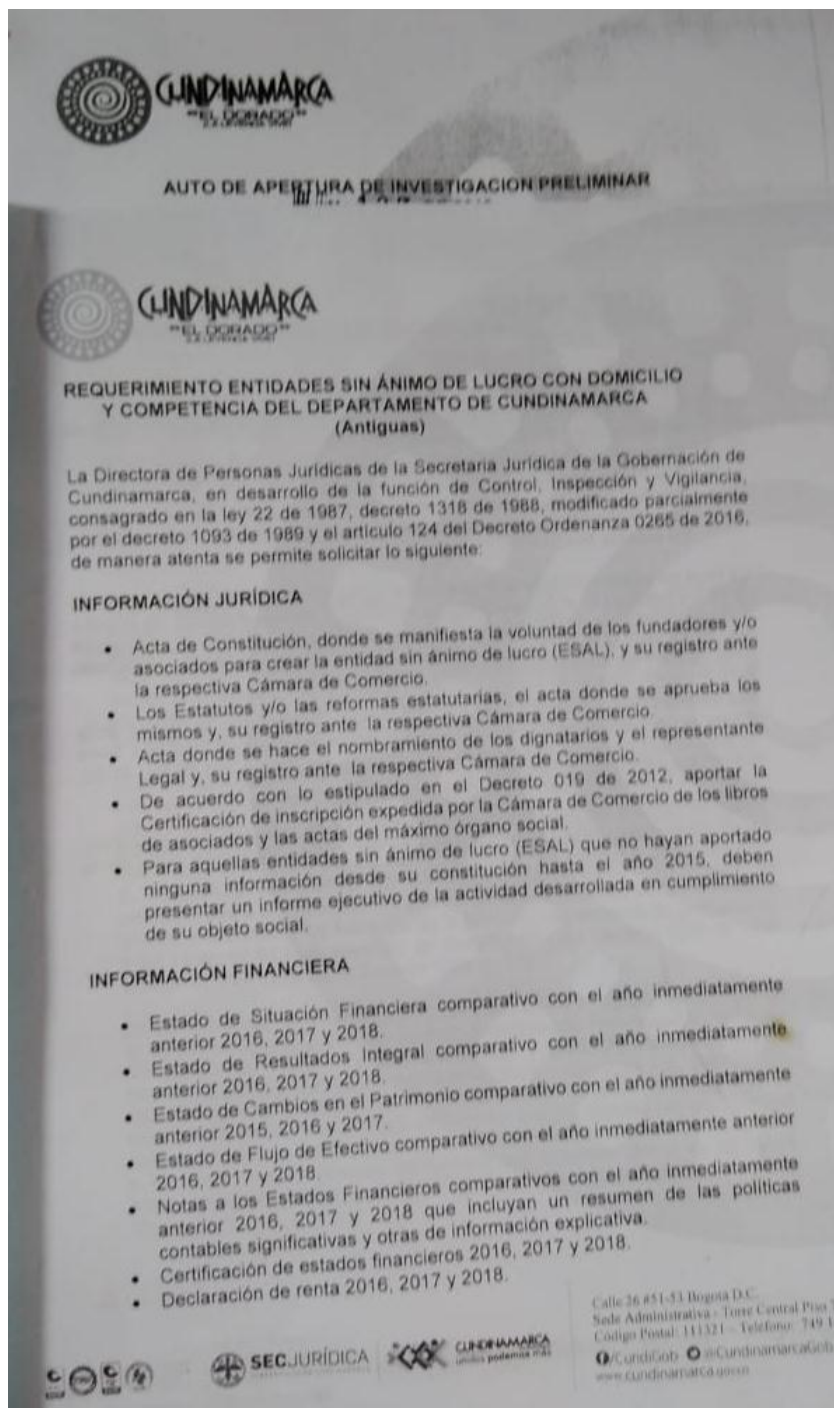 CUNDINAMARCA
"EL DORADO"
AUTO DE APERTURA DE INVESTIGACION PRELIMINAR
CUNDINAMARCA
"EL DORADO"
REQUERIMIENTO ENTIDADES SIN ÁNIMO DE LUCRO CON DOMICILIO
Y COMPETENCIA DEL DEPARTAMENTO DE CUNDINAMARCA
(Antiguas)
La Directora de Personas Jurídicas de la Secretaria Jurídica de la Gobernación de
Cundinamarca, en desarrollo de la función de Control, Inspección y Vigilancia,
consagrado en la ley 22 de 1987, decreto 1318 de 1988, modificado parcialmente
por el decreto 1093 de 1989 y el artículo 124 del Decreto Ordenanza 0265 de 2016,
de manera atenta se permite solicitar lo siguiente:
INFORMACIÓN JURÍDICA
• Acta de Constitución, donde se manifiesta la voluntad de los fundadores y/o
asociados para crear la entidad sin ánimo de lucro (ESAL), y su registro ante
la respectiva Cámara de Comercio.
• Los Estatutos y/o las reformas estatutarias, el acta donde se aprueba los
mismos y, su registro ante la respectiva Cámara de Comercio.
• Acta donde se hace el nombramiento de los dignatarios y el representante
Legal y, su registro ante la respectiva Cámara de Comercio.
• De acuerdo con lo estipulado en el Decreto 019 de 2012, aportar la
Certificación de inscripción expedida por la Cámara de Comercio de los libros
de asociados y las actas del máximo órgano social.
• Para aquellas entidades sin ánimo de lucro (ESAL) que no hayan aportado
ninguna información desde su constitución hasta el año 2015, deben
presentar un informe ejecutivo de la actividad desarrollada en cumplimiento
de su objeto social.
INFORMACIÓN FINANCIERA
• Estado de Situación Financiera comparativo con el año inmediatamente
anterior 2016, 2017 y 2018.
• Estado de Resultados Integral comparativo con el año inmediatamente
anterior 2016, 2017 y 2018.
• Estado de Cambios en el Patrimonio comparativo con el año inmediatamente
anterior 2015, 2016 y 2017.
• Estado de Flujo de Efectivo comparativo con el año inmediatamente anterior
2016, 2017 y 2018
• Notas a los Estados Financieros comparativos con el año inmediatamente
anterior 2016, 2017 y 2018 que incluyan un resumen de las políticas
contables significativas y otras de información explicativa.
• Certificación de estados financieros 2016, 2017 y 2018.
• Declaración de renta 2016, 2017 y 2018.
SECJURÍDICA
CUNDINAMARCA
unidos podemos más
Calle 26 #51-53 Bogotá D.C.
Sede Administrativa - Torre Central Piso
Código Postal: 111321 - Teléfono: 749 1
/CundiGob @CundinamarcaGob
www.cundinamarca.gov.co